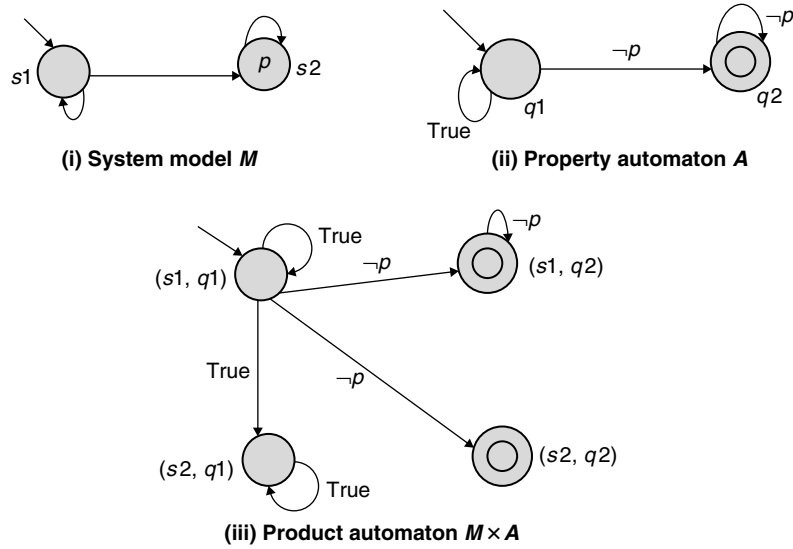 p
s1
s2
(i) System model M
¬p
¬p
True
q1
q2
(ii) Property automaton A
True
¬p
(s1, q1)
¬p
(s1, q2)
True
¬p
(s2, q1)
(s2, q2)
True
(iii) Product automaton M × A